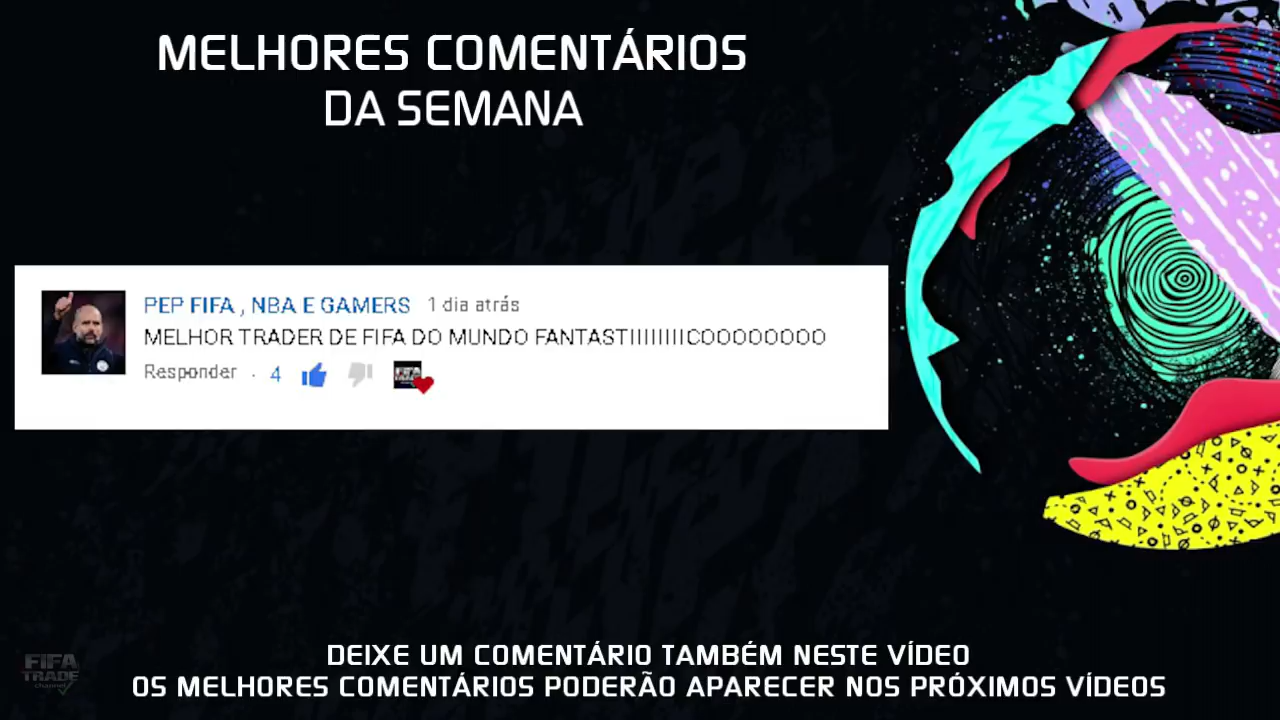 MELHORES COMENTÁRIOS
DA SEMANA
PEP FIFA , NBA E GAMERS 1 dia atrás
MELHOR TRADER DE FIFA DO MUNDO FANTASTIIIIIIIICOOOOOOOO
Responder · 4
DEIXE UM COMENTÁRIO TAMBÉM NESTE VÍDEO
OS MELHORES COMENTÁRIOS PODERÃO APARECER NOS PRÓXIMOS VÍDEOS
FIFA
TRADE
channel